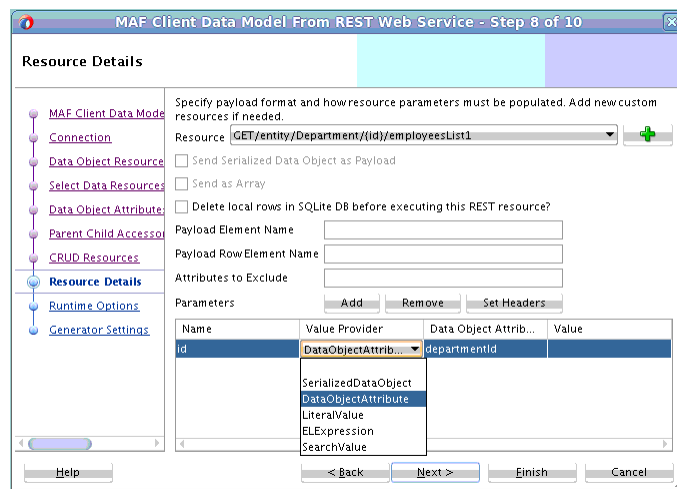 MAF Client Data Model From REST Web Service - Step 8 of 10
Resource Details
Specify payload format and how resource parameters must be populated. Add new custom
resources if needed.
MAF Client Data Mode
Connection
Data Object Resource
Select Data Resources
Data Object Attribute
Parent Child Accesso
CRUD Resources
Resource Details
Runtime Options
Generator Settings
Resource GET/entity/Department/{id}/employeesList1
Send Serialized Data Object as Payload
Send as Array
Delete local rows in SQLite DB before executing this REST resource?
Payload Element Name
Payload Row Element Name
Attributes to Exclude
Parameters Add Remove Set Headers
Name Value Provider Data Object Attrib... Value
id DataObjectAttrib... departmentId
SerializedDataObject
DataObjectAttribute
LiteralValue
ELExpression
SearchValue
Help < Back Next > Finish Cancel